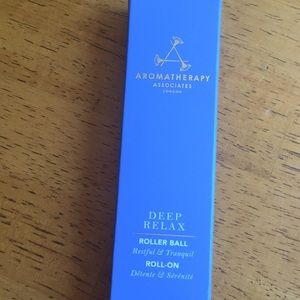 AROMATHERAPY
ASSOCIATES
LONDON
DEEP
RELAX
ROLLER BALL
Restful & Tranquil
ROLL-ON
Détente & Sérénité